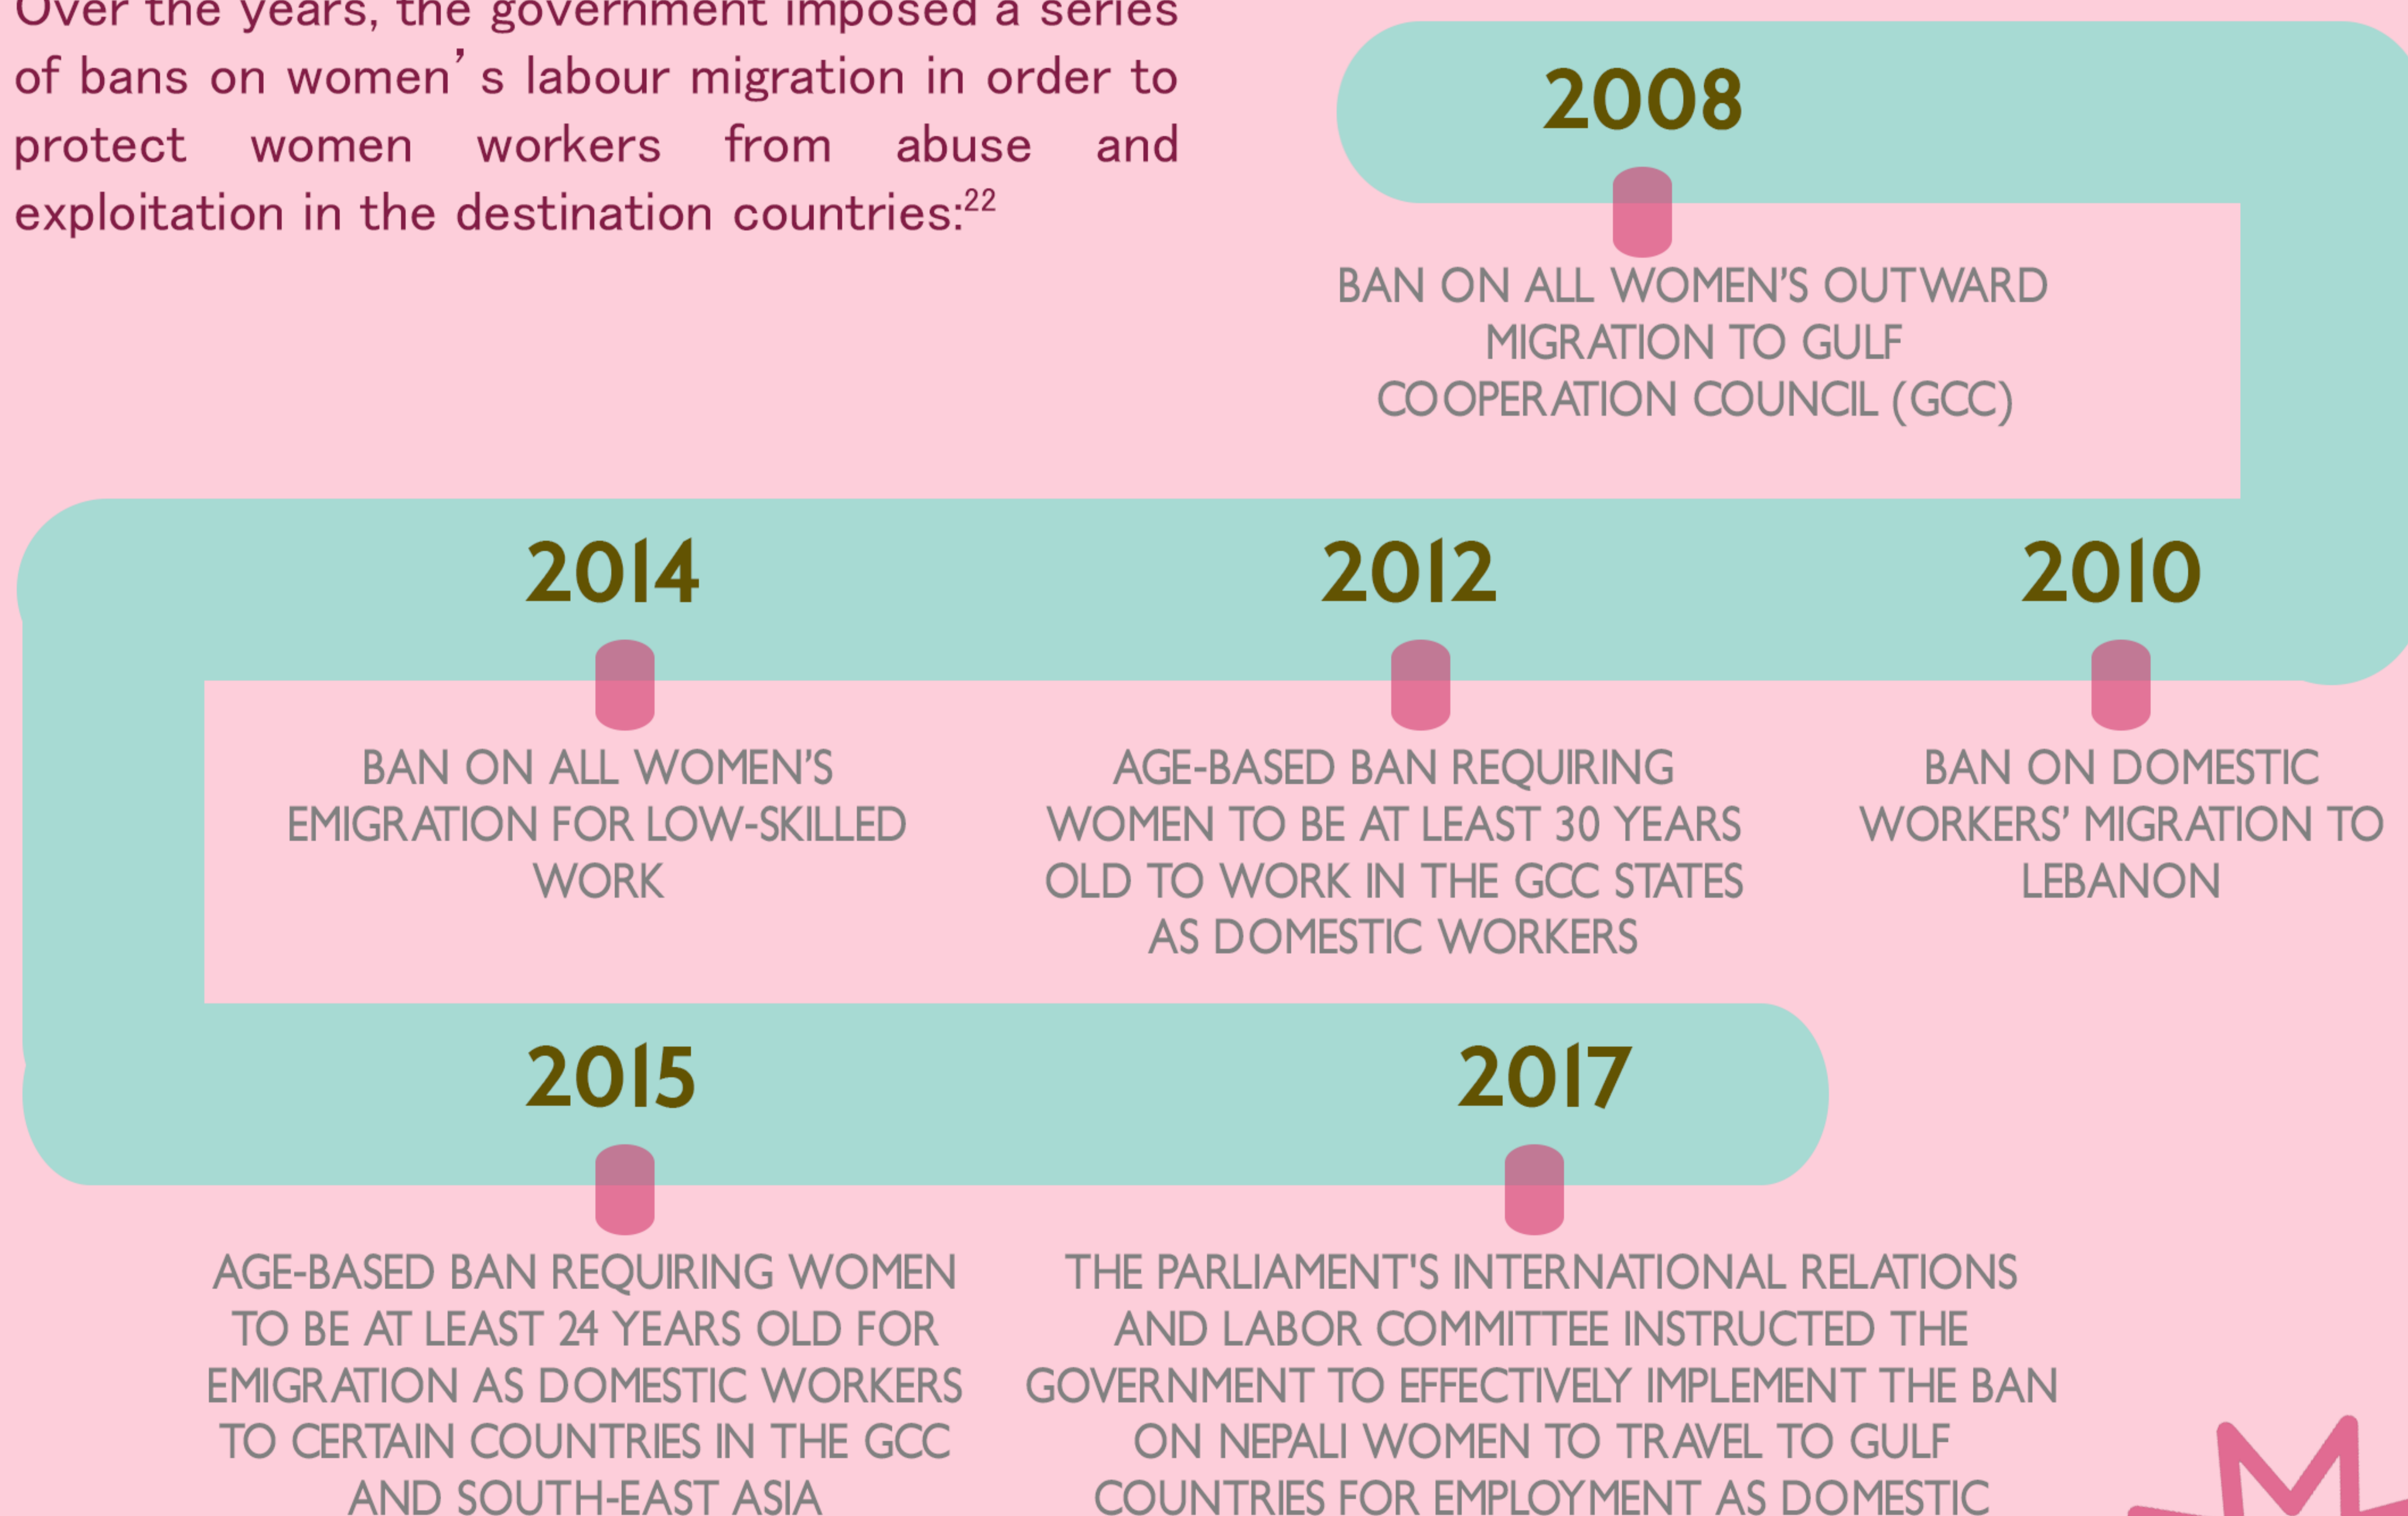 Over the years, the government imposed a series
of bans on women’s labour migration in order to
protect women workers from abuse and
exploitation in the destination countries:22
2008
BAN ON ALL WOMEN'S OUTWARD
MIGRATION TO GULF
COOPERATION COUNCIL (GCC)
2010
BAN ON DOMESTIC
WORKERS' MIGRATION TO
LEBANON
2012
AGE-BASED BAN REQUIRING
WOMEN TO BE AT LEAST 30 YEARS
OLD TO WORK IN THE GCC STATES
AS DOMESTIC WORKERS
2014
BAN ON ALL WOMEN'S
EMIGRATION FOR LOW-SKILLED
WORK
2015
AGE-BASED BAN REQUIRING WOMEN
TO BE AT LEAST 24 YEARS OLD FOR
EMIGRATION AS DOMESTIC WORKERS
TO CERTAIN COUNTRIES IN THE GCC
AND SOUTH-EAST ASIA
2017
THE PARLIAMENT'S INTERNATIONAL RELATIONS
AND LABOR COMMITTEE INSTRUCTED THE
GOVERNMENT TO EFFECTIVELY IMPLEMENT THE BAN
ON NEPALI WOMEN TO TRAVEL TO GULF
COUNTRIES FOR EMPLOYMENT AS DOMESTIC